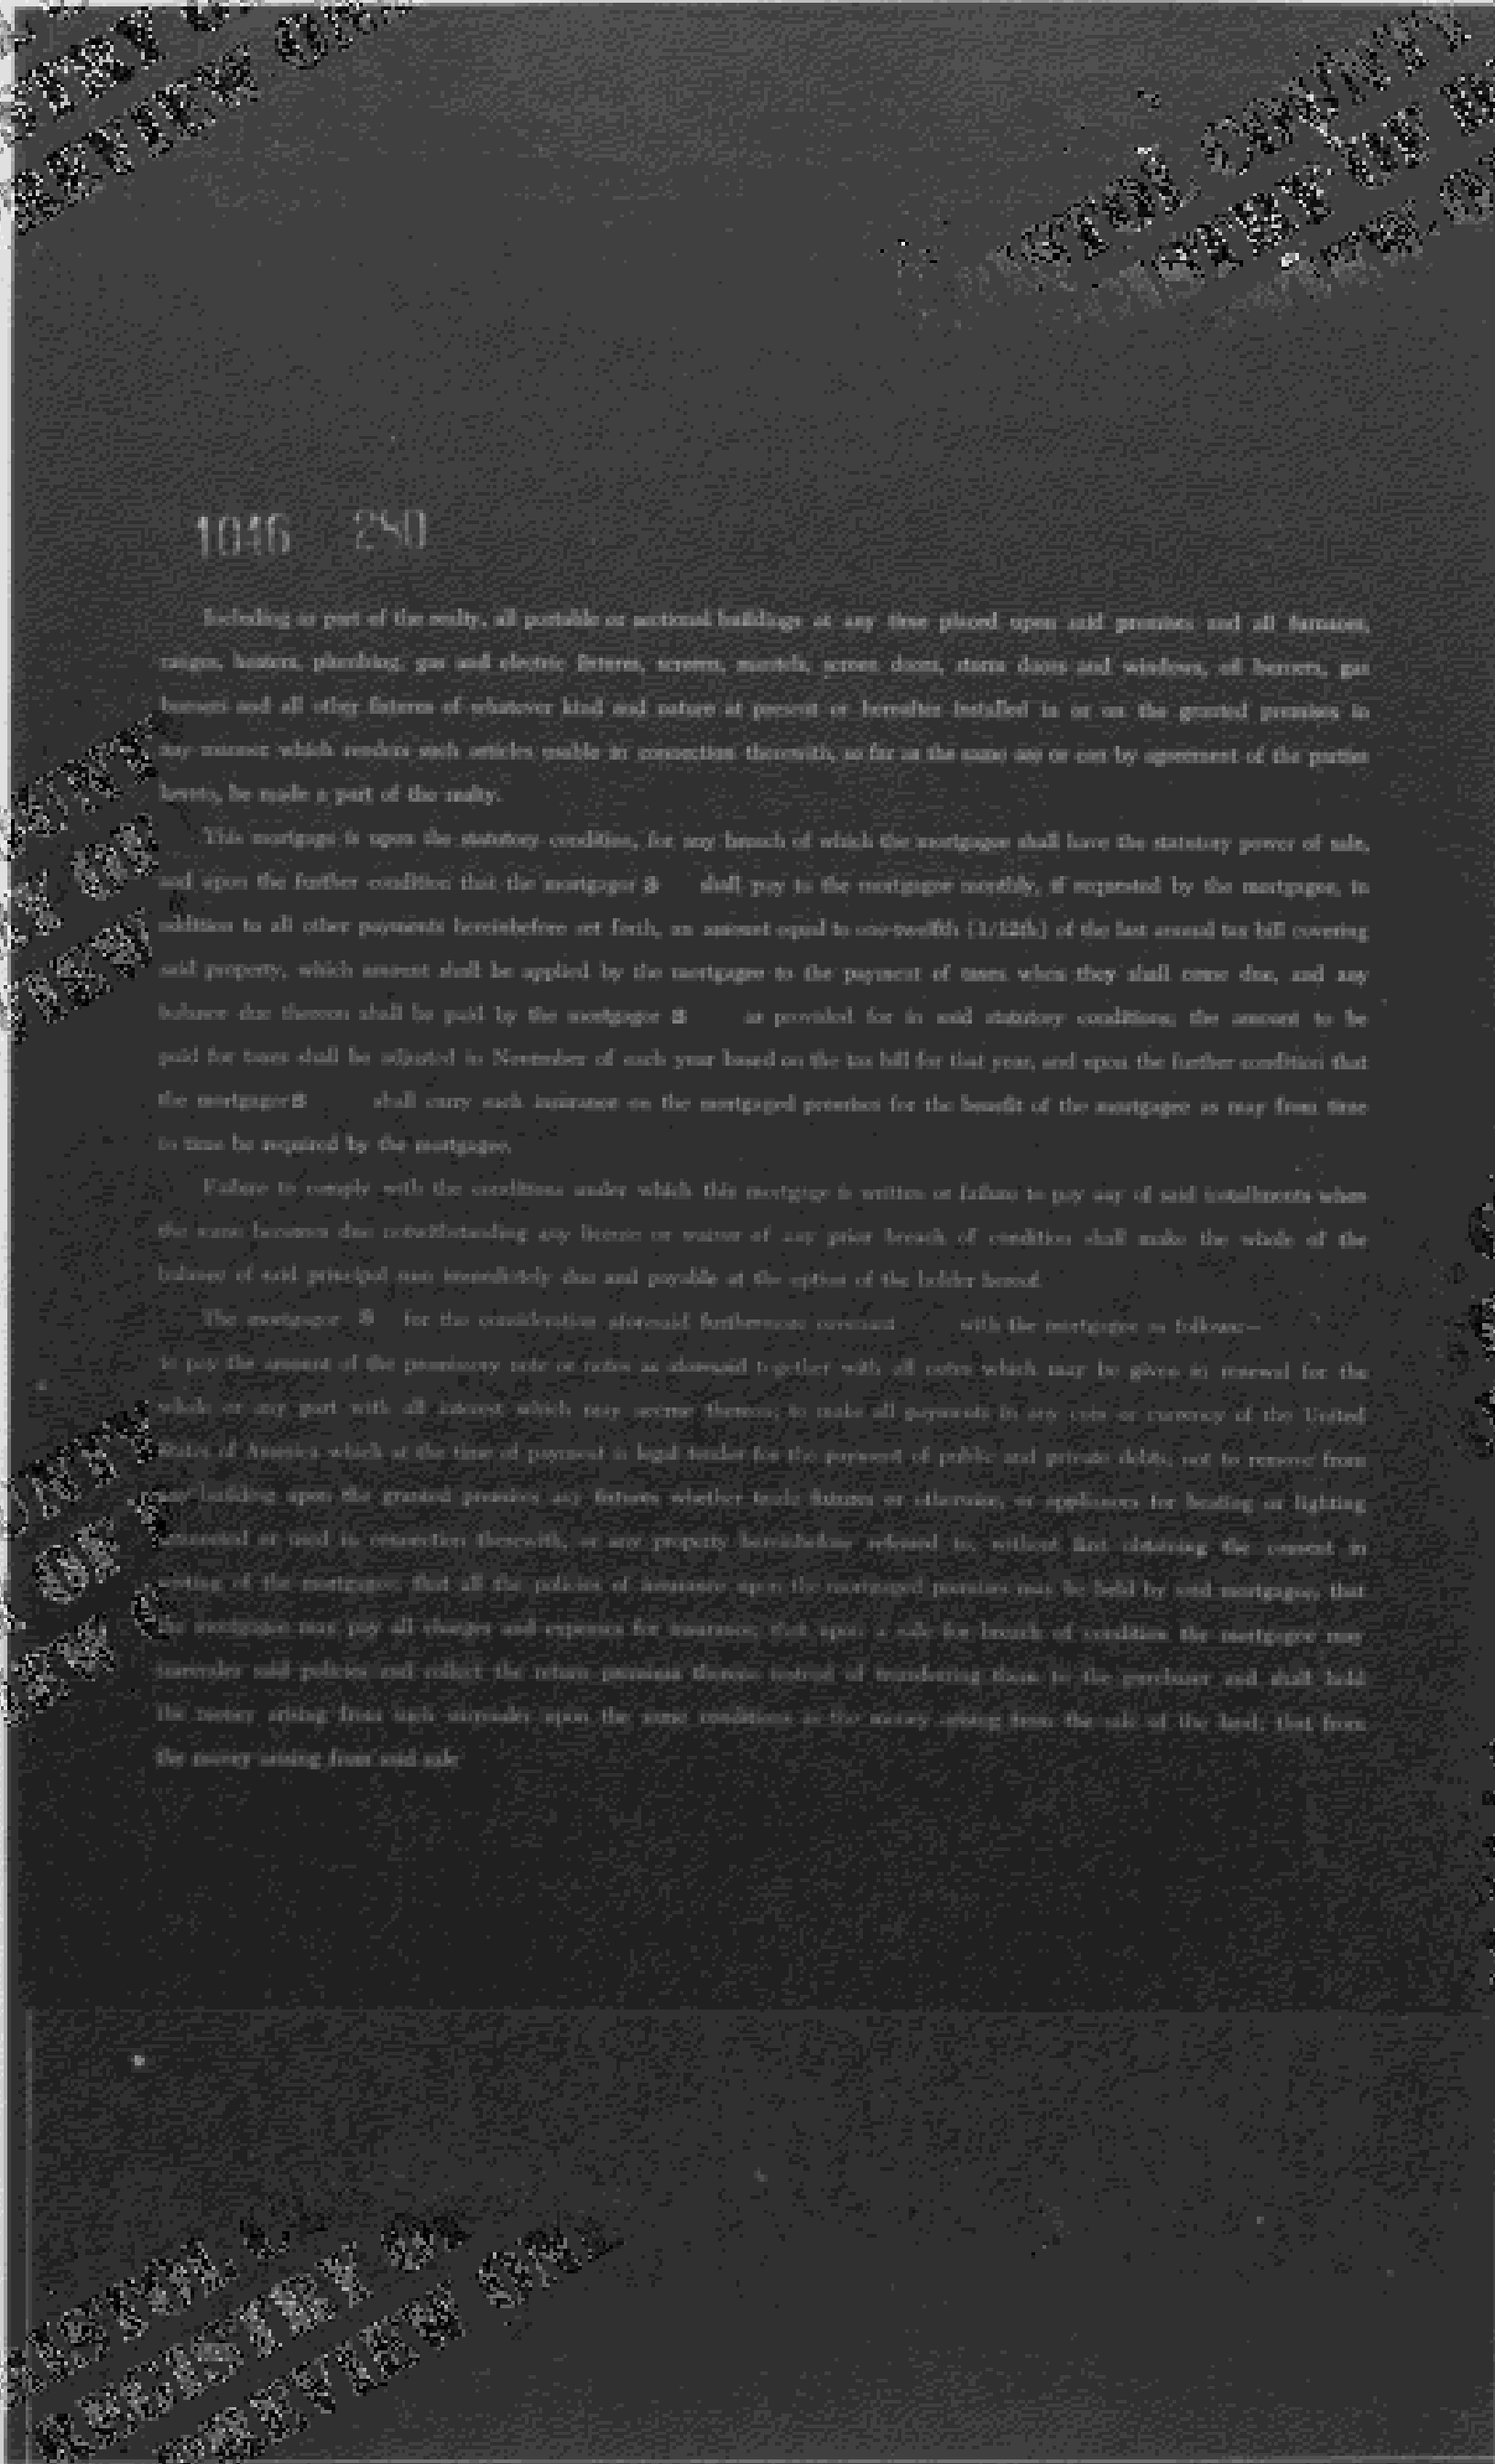 1046 280
Including as part of the realty, all portable or sectional buildings at any time placed upon said premises and all furnaces,
ranges, heaters, plumbing, gas and electric fixtures, screens, mantels, screen doors, storm doors and windows, oil burners, gas
burners and all other fixtures of whatever kind and nature at present or hereafter installed in or on the granted premises in
any manner which renders such articles usable in connection therewith, so far as the same are or can by agreement of the parties
hereto, be made a part of the realty.
This mortgage is upon the statutory condition, for any breach of which the mortgagee shall have the statutory power of sale,
and upon the further condition that the mortgagor s shall pay to the mortgagee monthly, if requested by the mortgagee, in
addition to all other payments hereinbefore set forth, an amount equal to one-twelfth (1/12th) of the last annual tax bill covering
said property, which amount shall be applied by the mortgagee to the payment of taxes when they shall come due, and any
balance due thereon shall be paid by the mortgagor s as provided for in said statutory conditions; the amount to be
paid for taxes shall be adjusted in November of each year based on the tax bill for that year, and upon the further condition that
the mortgagor s shall carry such insurance on the mortgaged premises for the benefit of the mortgagee as may from time
to time be required by the mortgagee.
Failure to comply with the conditions under which this mortgage is written or failure to pay any of said installments when
the same becomes due notwithstanding any license or waiver of any prior breach of condition shall make the whole of the
balance of said principal sum immediately due and payable at the option of the holder hereof.
The mortgagor s for the consideration aforesaid furthermore covenant with the mortgagee as follows:—
to pay the amount of the promissory note or notes as aforesaid together with all notes which may be given in renewal for the
whole or any part with all interest which may accrue thereon; to make all payments in any coin or currency of the United
States of America which at the time of payment is legal tender for the payment of public and private debts; not to remove from
any building upon the granted premises any fixtures whether trade fixtures or otherwise, or appliances for heating or lighting
connected or used in connection therewith, or any property hereinbefore referred to, without first obtaining the consent in
writing of the mortgagee; that all the policies of insurance upon the mortgaged premises may be held by said mortgagee; that
the mortgagee may pay all charges and expenses for insurance; that upon a sale for breach of condition the mortgagee may
surrender said policies and collect the return premiums thereon instead of transferring them to the purchaser and shall hold
the money arising from such surrender upon the same conditions as the money arising from the sale of the land; that from
the money arising from said sale
REGISTRY
PREVIEW